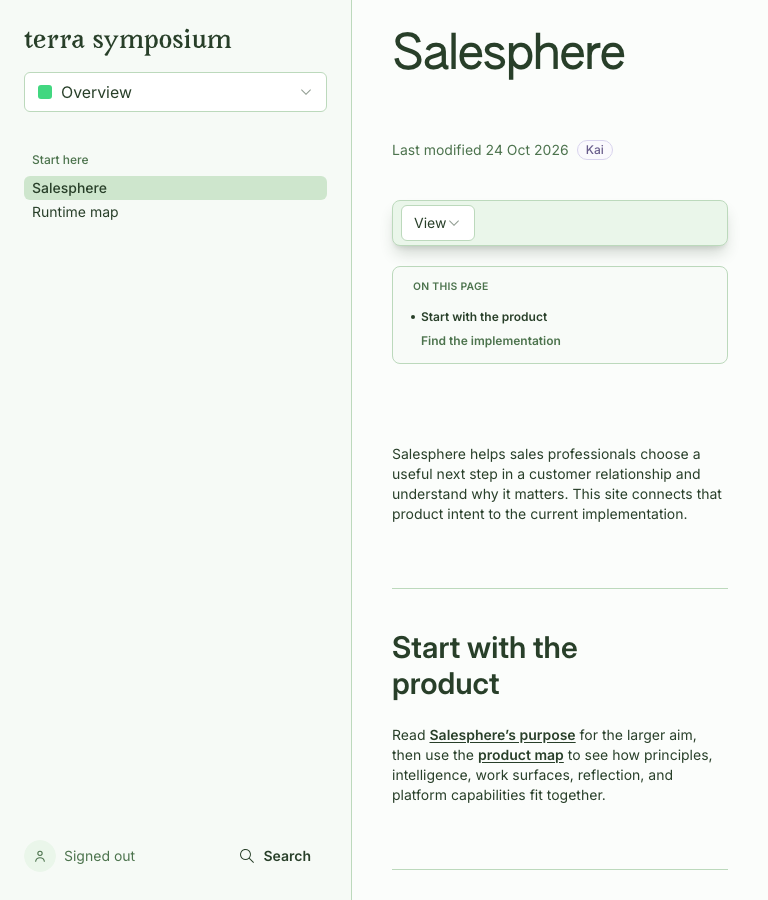 terra symposium
Overview
Start here
Salesphere
Runtime map
Signed out
Search
Salesphere
Last modified 24 Oct 2026 Kai
View
ON THIS PAGE
• Start with the product
Find the implementation
Salesphere helps sales professionals choose a
useful next step in a customer relationship and
understand why it matters. This site connects that
product intent to the current implementation.
Start with the
product
Read Salesphere’s purpose for the larger aim,
then use the product map to see how principles,
intelligence, work surfaces, reflection, and
platform capabilities fit together.